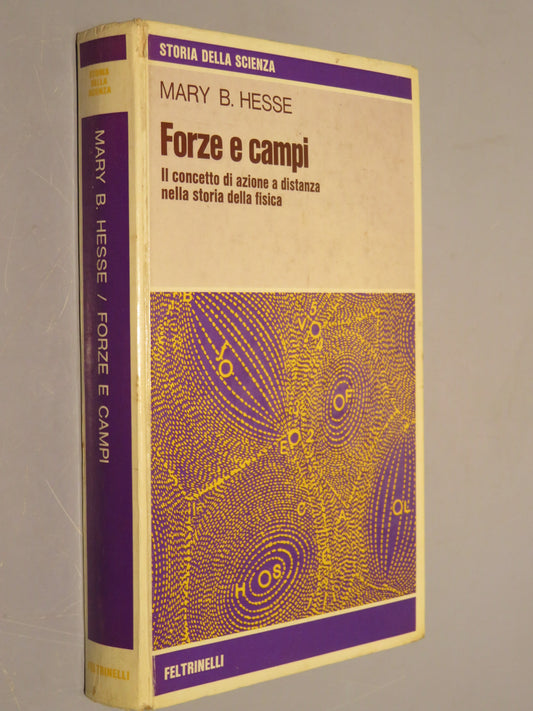 STORIA
DELLA
SCIENZA
MARY B. HESSE / FORZE E CAMPI
FELTRINELLI
STORIA DELLA SCIENZA
MARY B. HESSE
Forze e campi
Il concetto di azione a distanza
nella storia della fisica
B
V
O
Y
O
O F
E O
O L
H O S
FELTRINELLI